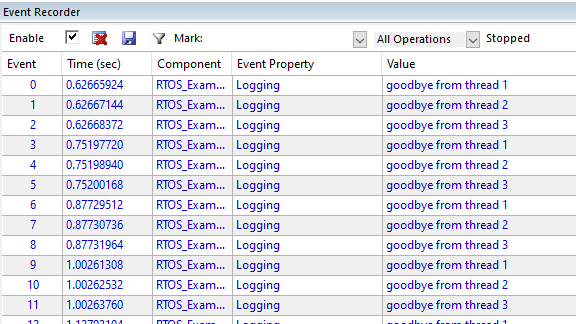 Event Recorder
Enable Mark: All Operations Stopped
Event Time (sec) Component Event Property Value
0 0.62665924 RTOS_Exam... Logging goodbye from thread 1
1 0.62667144 RTOS_Exam... Logging goodbye from thread 2
2 0.62668372 RTOS_Exam... Logging goodbye from thread 3
3 0.75197720 RTOS_Exam... Logging goodbye from thread 1
4 0.75198940 RTOS_Exam... Logging goodbye from thread 2
5 0.75200168 RTOS_Exam... Logging goodbye from thread 3
6 0.87729512 RTOS_Exam... Logging goodbye from thread 1
7 0.87730736 RTOS_Exam... Logging goodbye from thread 2
8 0.87731964 RTOS_Exam... Logging goodbye from thread 3
9 1.00261308 RTOS_Exam... Logging goodbye from thread 1
10 1.00262532 RTOS_Exam... Logging goodbye from thread 2
11 1.00263760 RTOS_Exam... Logging goodbye from thread 3